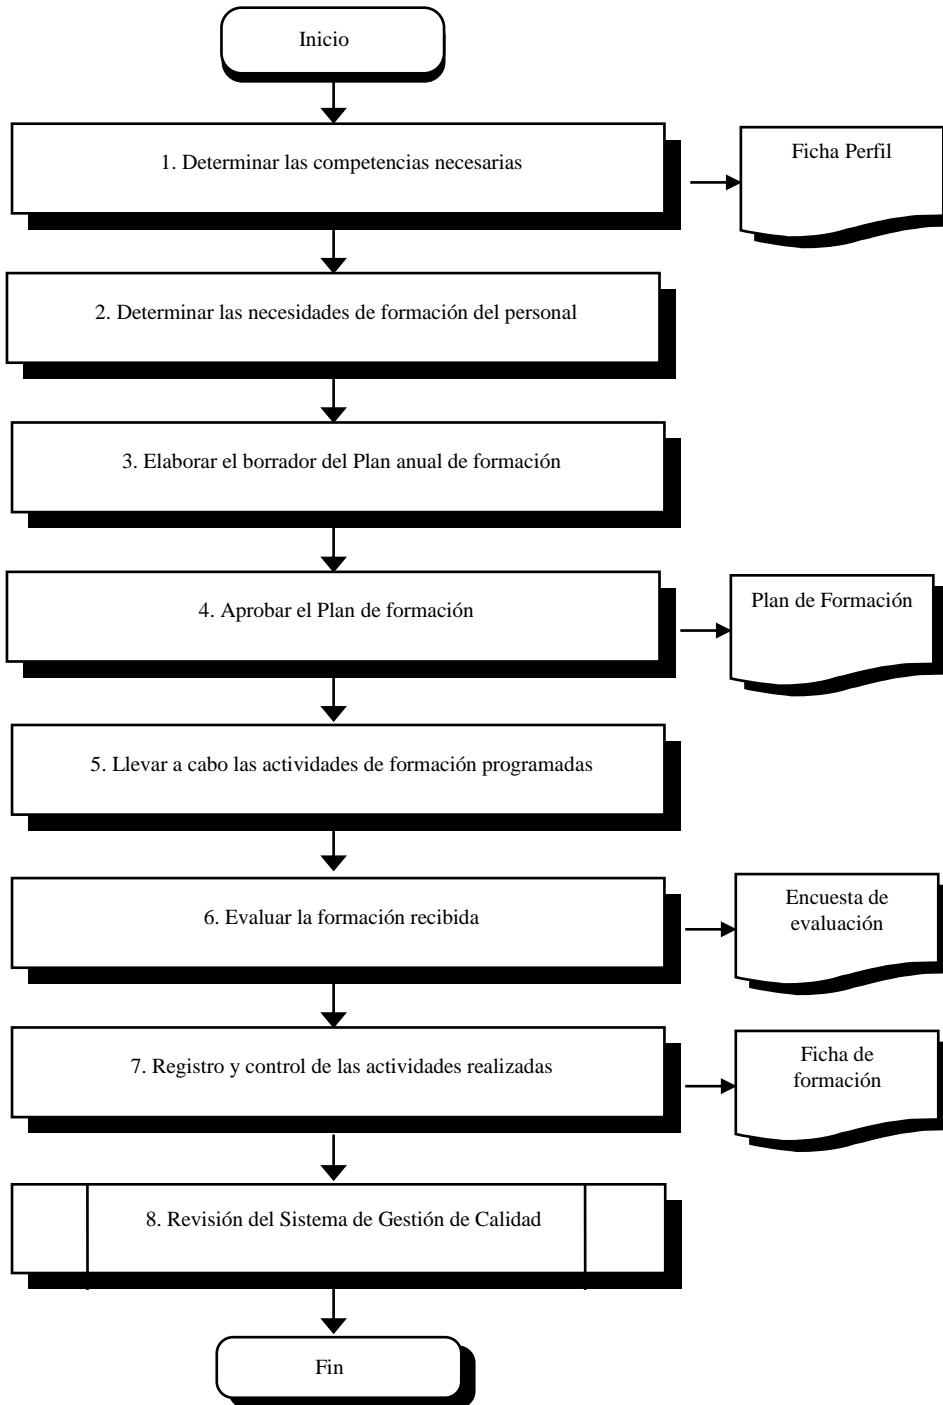 Inicio
1. Determinar las competencias necesarias
Ficha Perfil
2. Determinar las necesidades de formación del personal
3. Elaborar el borrador del Plan anual de formación
4. Aprobar el Plan de formación
Plan de Formación
5. Llevar a cabo las actividades de formación programadas
6. Evaluar la formación recibida
Encuesta de
evaluación
7. Registro y control de las actividades realizadas
Ficha de
formación
8. Revisión del Sistema de Gestión de Calidad
Fin